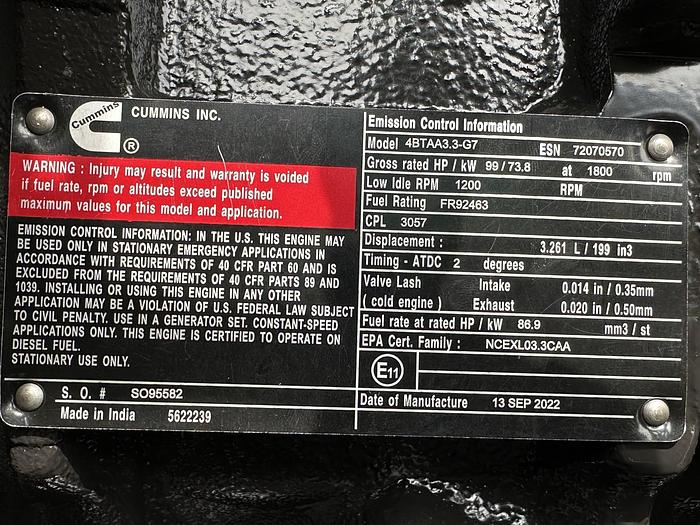 Cummins
®
CUMMINS INC.
WARNING : Injury may result and warranty is voided
if fuel rate, rpm or altitudes exceed published
maximum values for this model and application.
EMISSION CONTROL INFORMATION: IN THE U.S. THIS ENGINE MAY
BE USED ONLY IN STATIONARY EMERGENCY APPLICATIONS IN
ACCORDANCE WITH REQUIREMENTS OF 40 CFR PART 60 AND IS
EXCLUDED FROM THE REQUIREMENTS OF 40 CFR PARTS 89 AND
1039. INSTALLING OR USING THIS ENGINE IN ANY OTHER
APPLICATION MAY BE A VIOLATION OF U.S. FEDERAL LAW SUBJECT
TO CIVIL PENALTY. USE IN A GENERATOR SET. CONSTANT-SPEED
APPLICATIONS ONLY. THIS ENGINE IS CERTIFIED TO OPERATE ON
DIESEL FUEL.
STATIONARY USE ONLY.
S. O. # SO95582
Made in India 5622239
Emission Control Information
Model 4BTAA3.3-G7 ESN 72070570
Gross rated HP / kW 99 / 73.8 at 1800 rpm
Low Idle RPM 1200 RPM
Fuel Rating FR92463
CPL 3057
Displacement : 3.261 L / 199 in3
Timing - ATDC 2 degrees
Valve Lash Intake 0.014 in / 0.35mm
( cold engine ) Exhaust 0.020 in / 0.50mm
Fuel rate at rated HP / kW 86.9 mm3 / st
EPA Cert. Family : NCEXL03.3CAA
E11
Date of Manufacture 13 SEP 2022